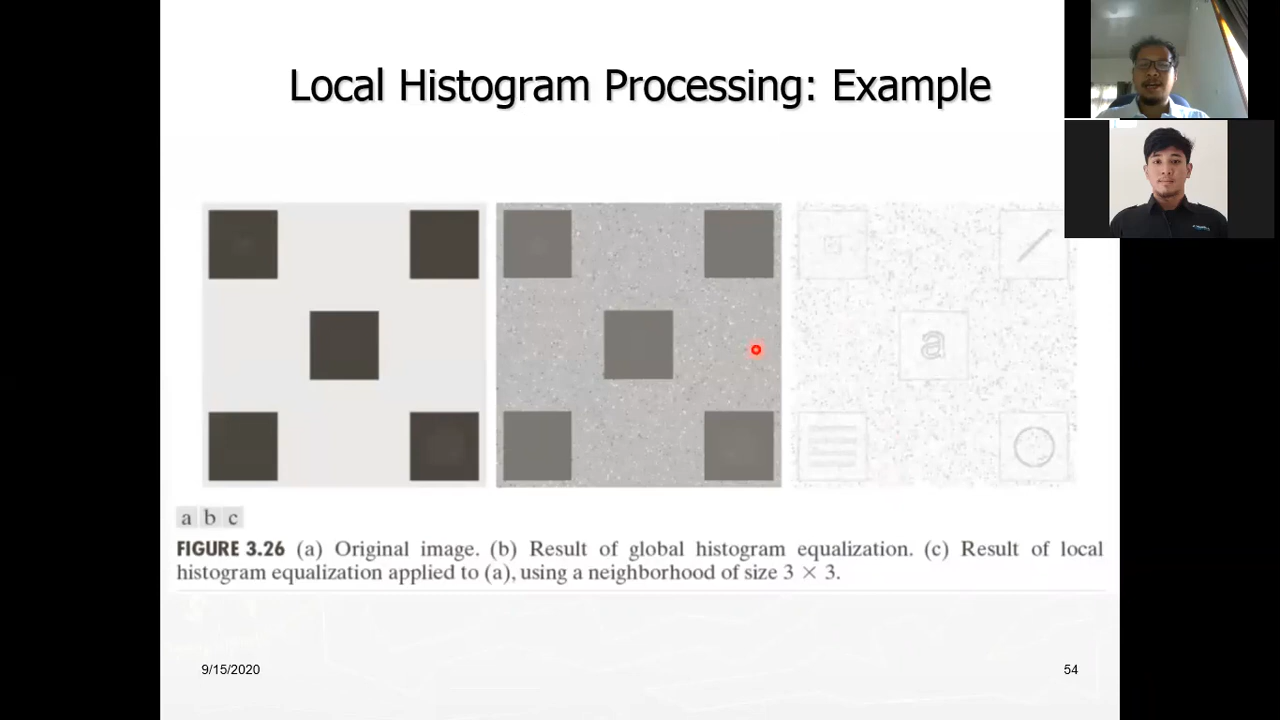 Local Histogram Processing: Example
a
a b c
FIGURE 3.26 (a) Original image. (b) Result of global histogram equalization. (c) Result of local
histogram equalization applied to (a), using a neighborhood of size 3 × 3.
9/15/2020
54